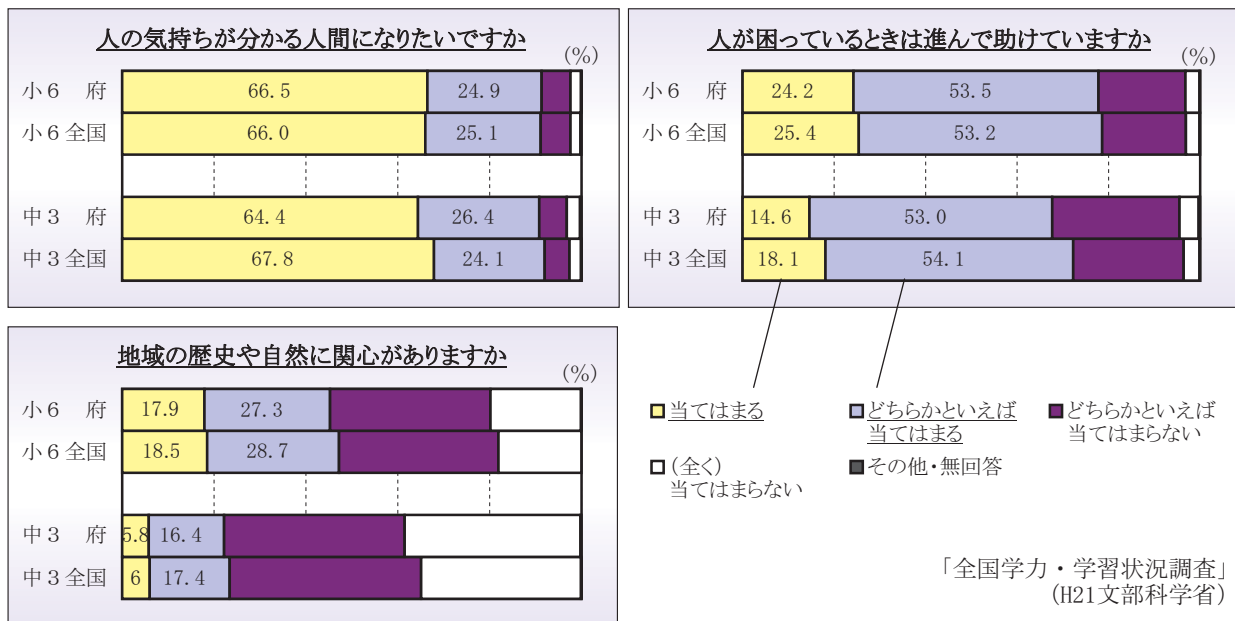 人の気持ちが分かる人間になりたいですか
(%)
小6　府 66.5 24.9
小6全国 66.0 25.1
中3　府 64.4 26.4
中3全国 67.8 24.1
人が困っているときは進んで助けていますか
(%)
小6　府 24.2 53.5
小6全国 25.4 53.2
中3　府 14.6 53.0
中3全国 18.1 54.1
地域の歴史や自然に関心がありますか
(%)
小6　府 17.9 27.3
小6全国 18.5 28.7
中3　府 5.8 16.4
中3全国 6 17.4
当てはまる
どちらかといえば
当てはまる
どちらかといえば
当てはまらない
(全く)
当てはまらない
その他・無回答
「全国学力・学習状況調査」
(H21文部科学省)